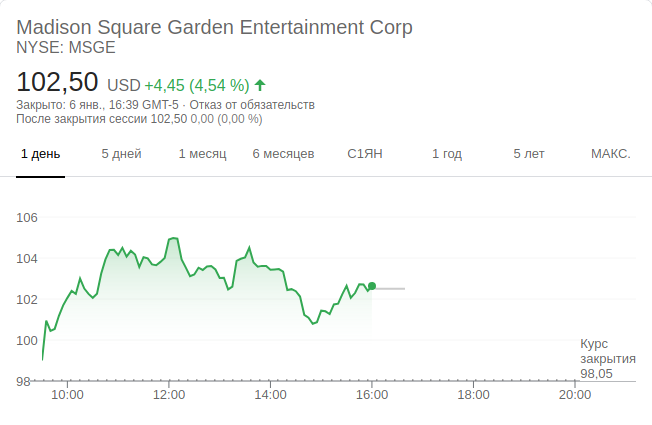 Madison Square Garden Entertainment Corp
NYSE: MSGE
102,50 USD +4,45 (4,54 %)
Закрыто: 6 янв., 16:39 GMT-5 · Отказ от обязательств
После закрытия сессии 102,50 0,00 (0,00 %)
1 день 5 дней 1 месяц 6 месяцев С1ЯН 1 год 5 лет МАКС.
106
104
102
100
98
Курс
закрытия
98,05
10:00 12:00 14:00 16:00 18:00 20:00